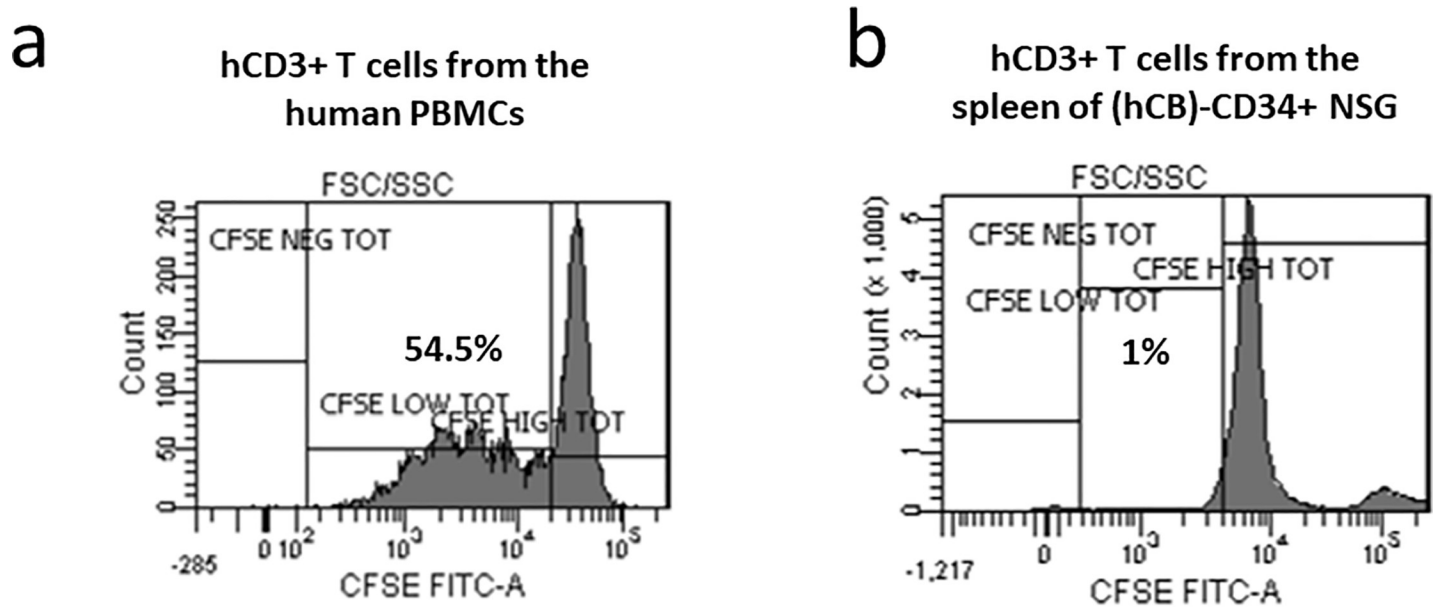 a
hCD3+ T cells from the
human PBMCs
FSC/SSC
CFSE NEG TOT
54.5%
CFSE LOW TOT
CFSE HIGH TOT
Count
250
200
150
100
50
0
-285
0 10² 10³ 10⁴ 10⁵
CFSE FITC-A
b
hCD3+ T cells from the
spleen of (hCB)-CD34+ NSG
FSC/SSC
CFSE NEG TOT
CFSE HIGH TOT
CFSE LOW TOT
1%
Count (x 1,000)
5
4
3
2
1
0
-1,217
0 10³ 10⁴ 10⁵
CFSE FITC-A